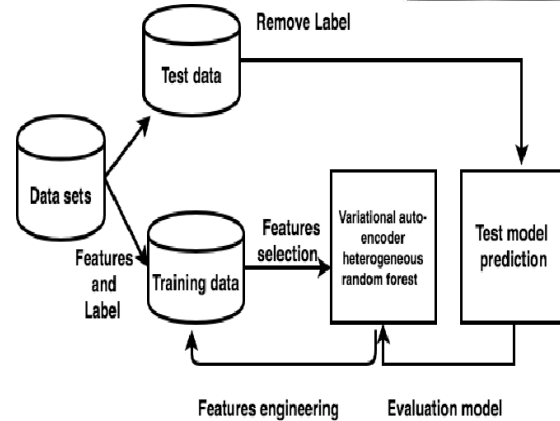 Remove Label
Test data
Data sets
Features
and
Label
Training data
Features
selection
Variational auto-
encoder
heterogeneous
random forest
Test model
prediction
Features engineering
Evaluation model